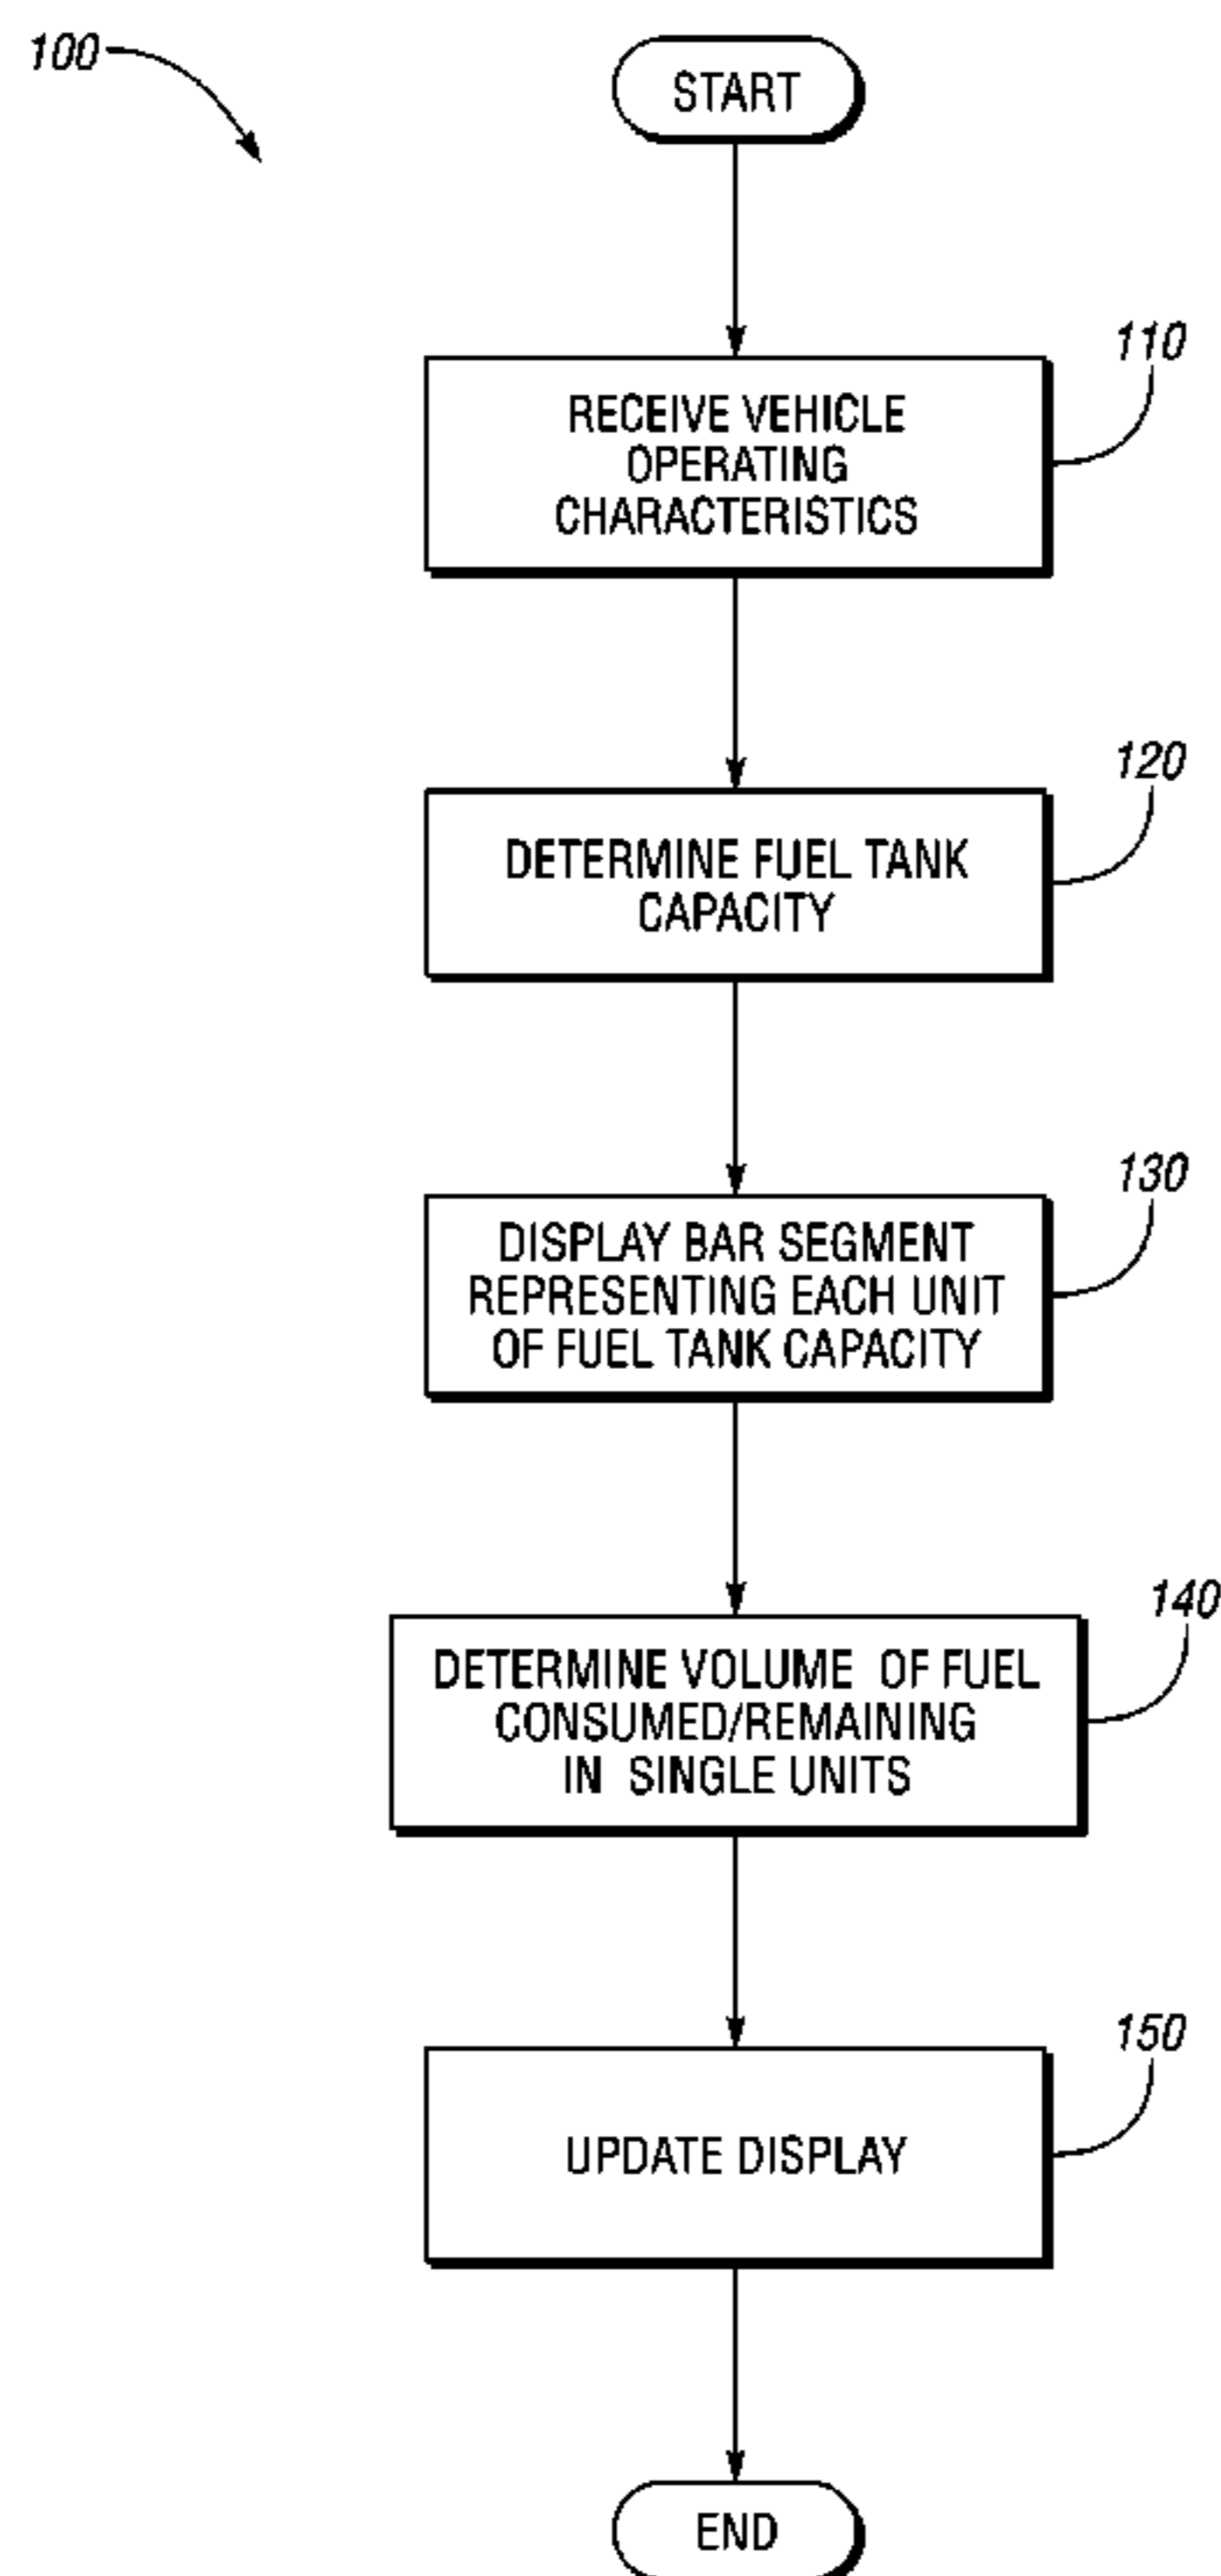 100
START
110
RECEIVE VEHICLE
OPERATING
CHARACTERISTICS
120
DETERMINE FUEL TANK
CAPACITY
130
DISPLAY BAR SEGMENT
REPRESENTING EACH UNIT
OF FUEL TANK CAPACITY
140
DETERMINE VOLUME OF FUEL
CONSUMED/REMAINING
IN SINGLE UNITS
150
UPDATE DISPLAY
END